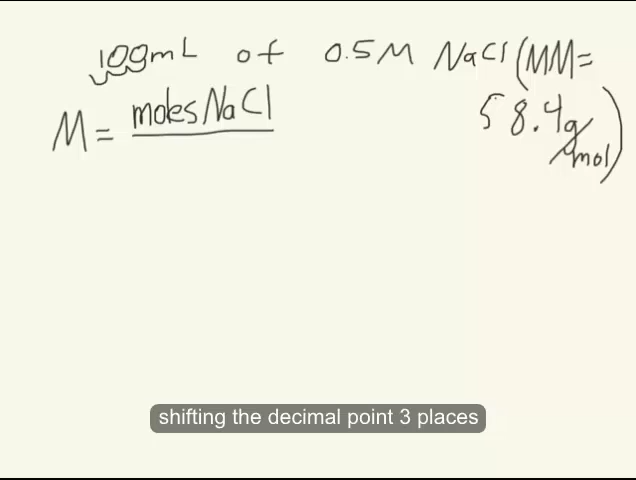 100mL of 0.5M NaCl (MM=
58.4g/mol)
M = moles NaCl
shifting the decimal point 3 places